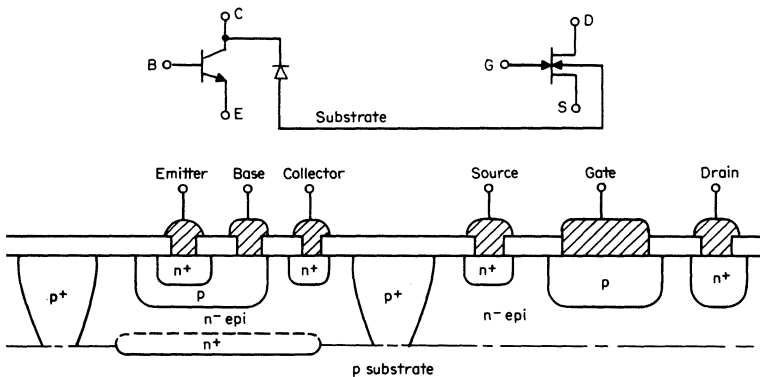 C
D
B
G
E
S
Substrate
Emitter
Base
Collector
Source
Gate
Drain
n+
n+
n+
n+
p+
p
p+
p
n⁻ epi
n⁻ epi
n+
p substrate